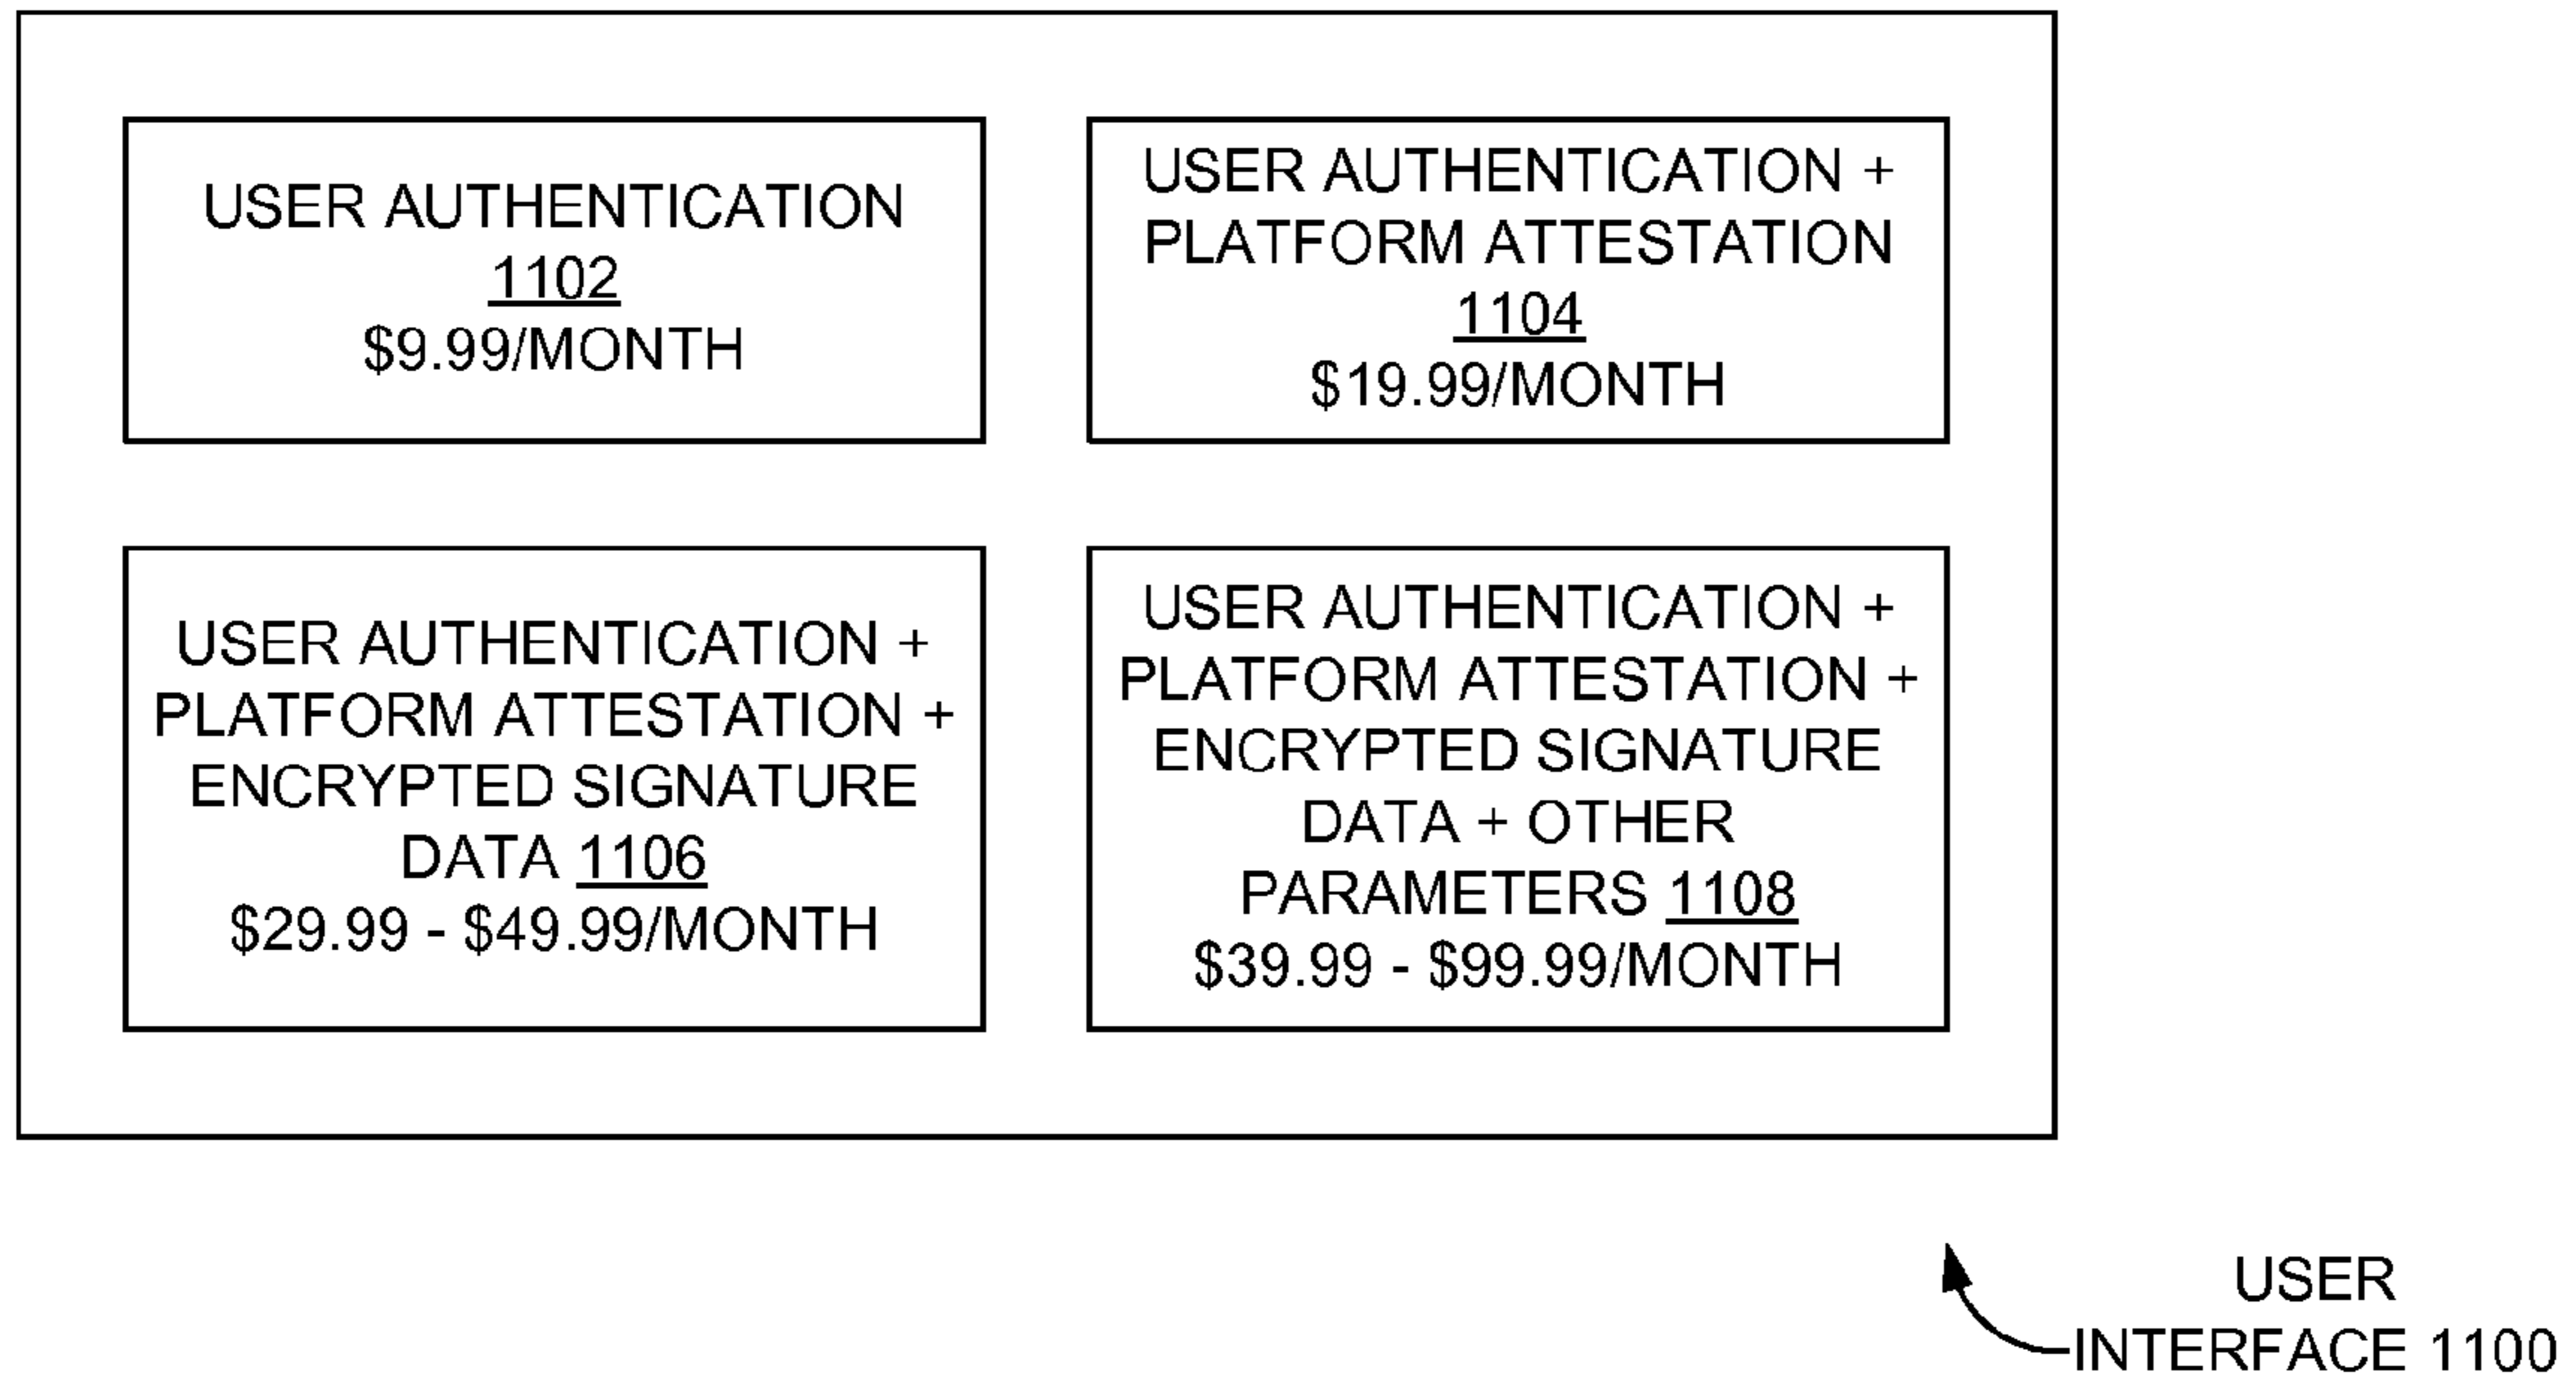 USER AUTHENTICATION
1102
$9.99/MONTH
USER AUTHENTICATION +
PLATFORM ATTESTATION
1104
$19.99/MONTH
USER AUTHENTICATION +
PLATFORM ATTESTATION +
ENCRYPTED SIGNATURE
DATA 1106
$29.99 - $49.99/MONTH
USER AUTHENTICATION +
PLATFORM ATTESTATION +
ENCRYPTED SIGNATURE
DATA + OTHER
PARAMETERS 1108
$39.99 - $99.99/MONTH
USER
INTERFACE 1100